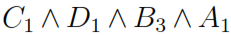 C₁ ∧ D₁ ∧ B₃ ∧ A₁